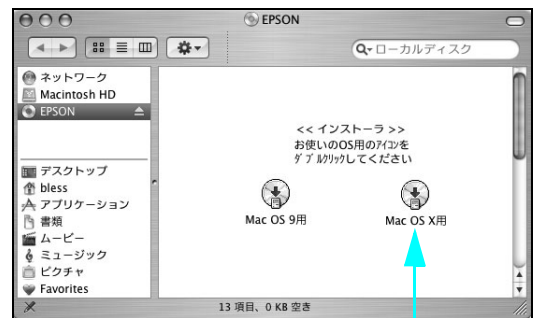 EPSON
ローカルディスク
ネットワーク
Macintosh HD
EPSON
デスクトップ
bless
アプリケーション
書類
ムービー
ミュージック
ピクチャ
Favorites
<< インストーラ >>
お使いのOS用のｱｲｺﾝを
ﾀﾞﾌﾞﾙｸﾘｯｸしてください
Mac OS 9用
Mac OS X用
13 項目、0 KB 空き